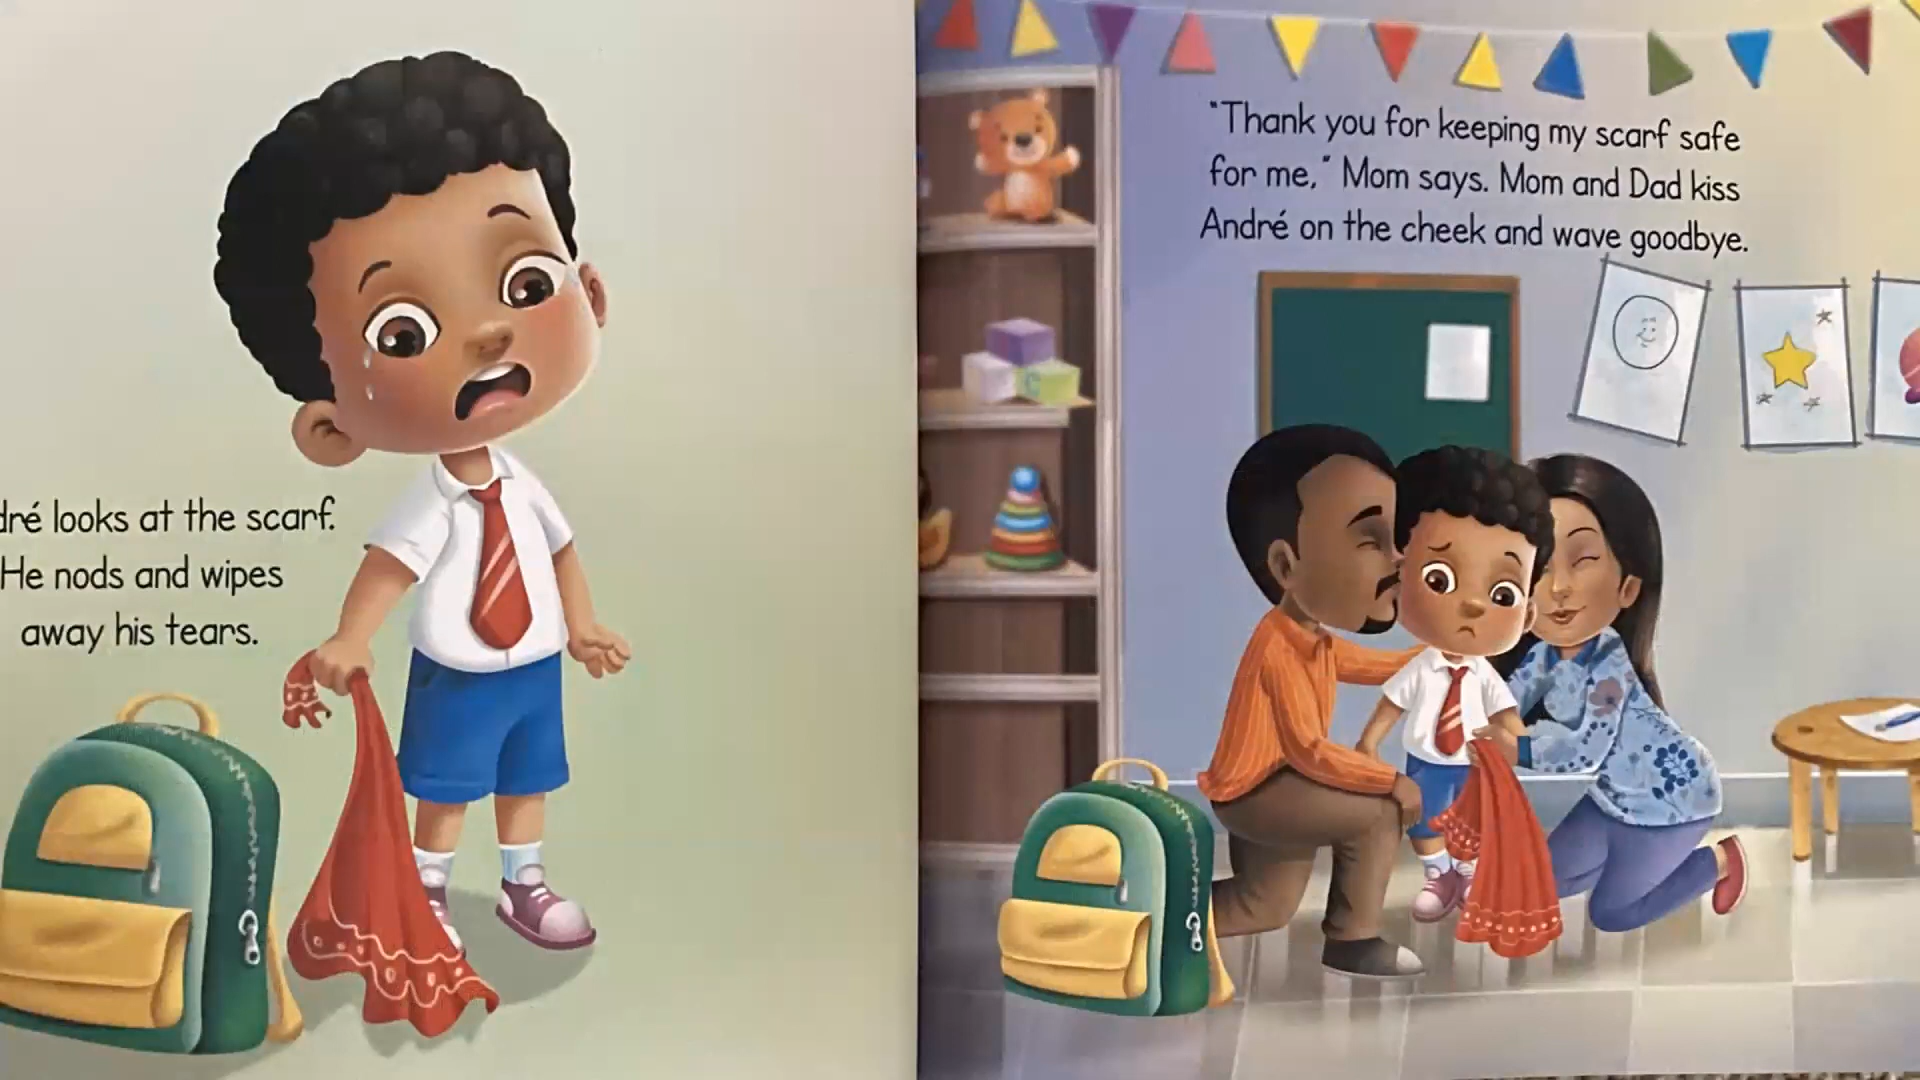 dré looks at the scarf.
He nods and wipes
away his tears.
"Thank you for keeping my scarf safe
for me," Mom says. Mom and Dad kiss
André on the cheek and wave goodbye.